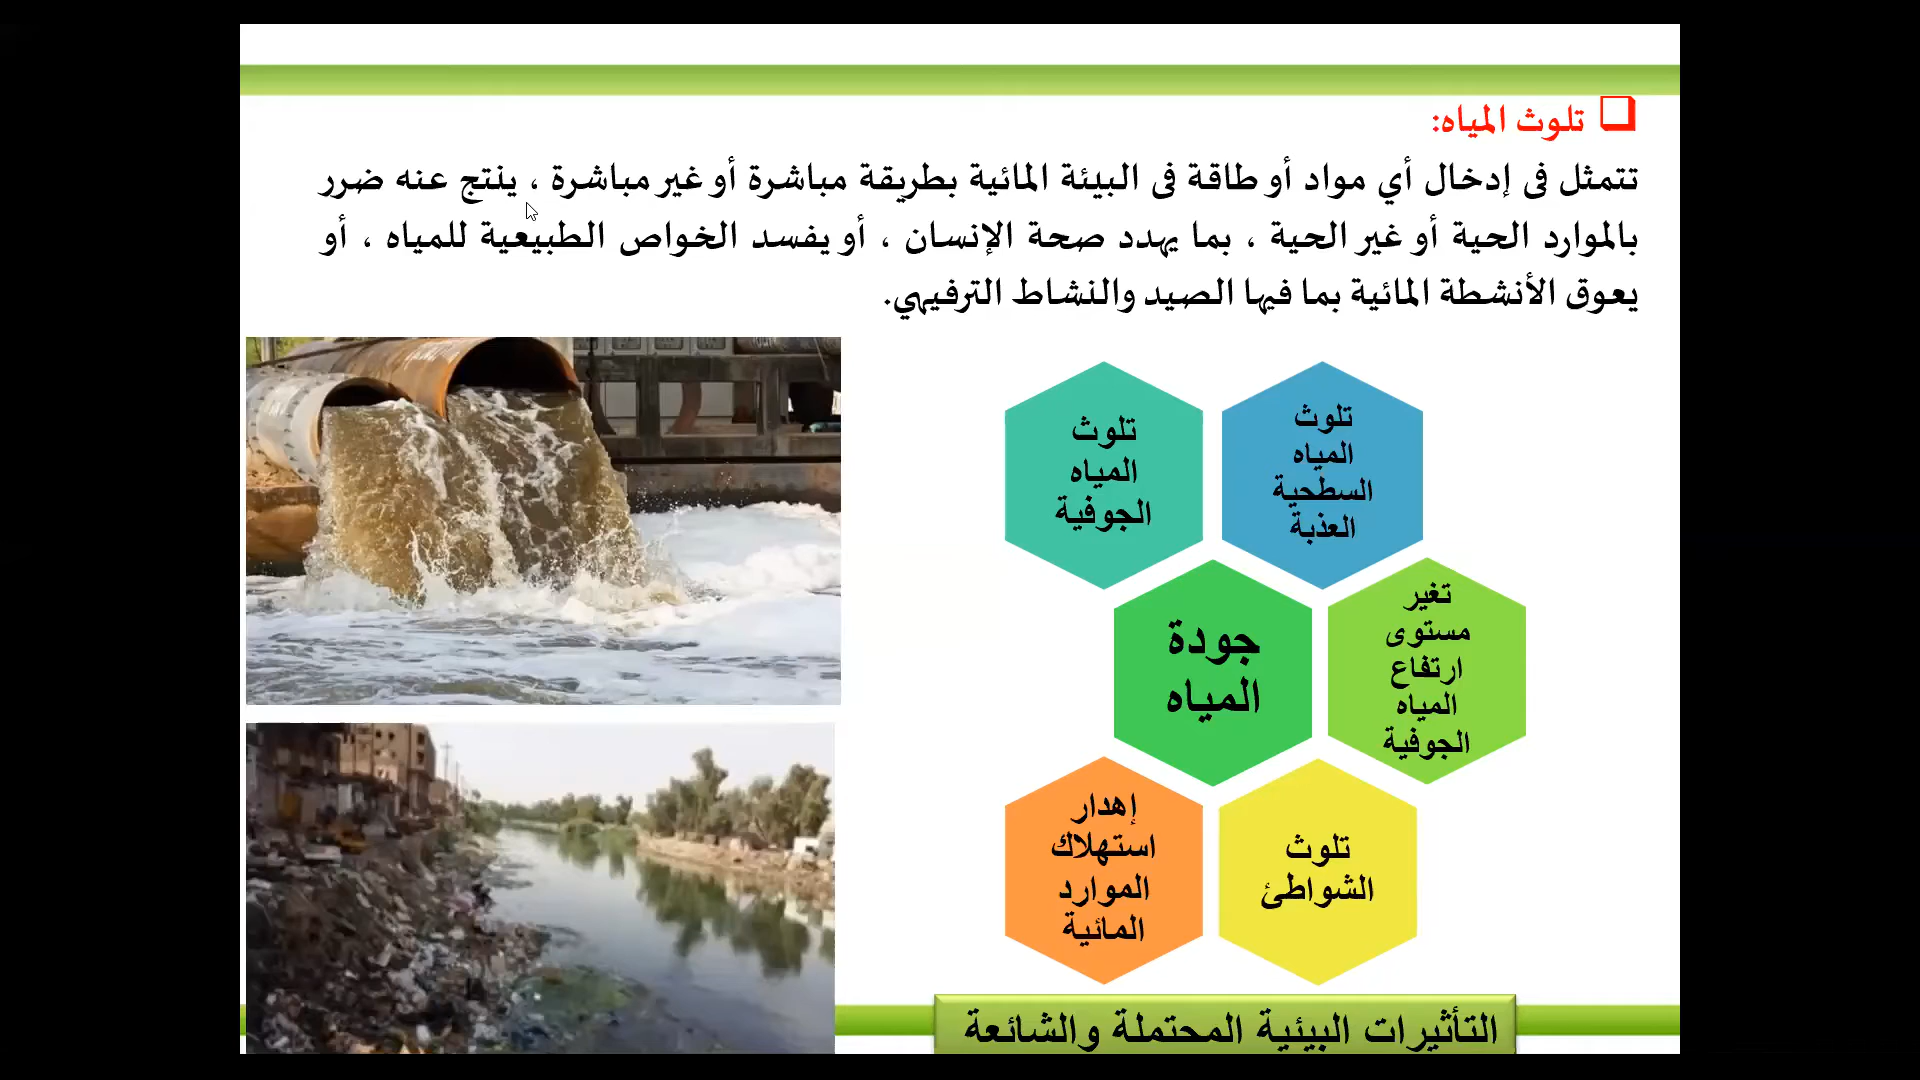 تلوث المياه:
تتمثل فى إدخال أي مواد أو طاقة فى البيئة المائية بطريقة مباشرة أو غير مباشرة ، ينتج عنه ضرر
بالموارد الحية أو غير الحية ، بما يهدد صحة الإنسان ، أو يفسد الخواص الطبيعية للمياه ، أو
يعوق الأنشطة المائية بما فيها الصيد والنشاط الترفيهي.
تلوث
المياه
السطحية
العذبة
تلوث
المياه
الجوفية
تغير
مستوى
ارتفاع
المياه
الجوفية
جودة
المياه
تلوث
الشواطئ
إهدار
استهلاك
الموارد
المائية
التأثيرات البيئية المحتملة والشائعة